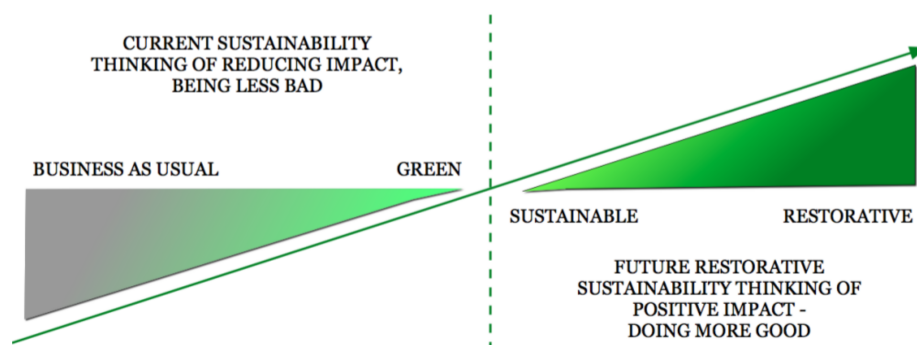 CURRENT SUSTAINABILITY
THINKING OF REDUCING IMPACT,
BEING LESS BAD
BUSINESS AS USUAL
GREEN
SUSTAINABLE
RESTORATIVE
FUTURE RESTORATIVE
SUSTAINABILITY THINKING OF
POSITIVE IMPACT -
DOING MORE GOOD